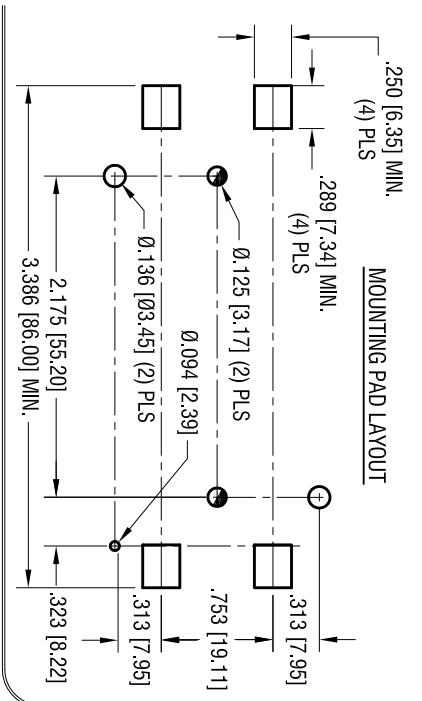 MOUNTING PAD LAYOUT
.250 [6.35] MIN.
(4) PLS
.289 [7.34] MIN.
(4) PLS
Ø.125 [3.17] (2) PLS
Ø.136 [Ø3.45] (2) PLS
Ø.094 [2.39]
2.175 [55.20]
3.386 [86.00] MIN.
.313 [7.95]
.753 [19.11]
.313 [7.95]
.323 [8.22]